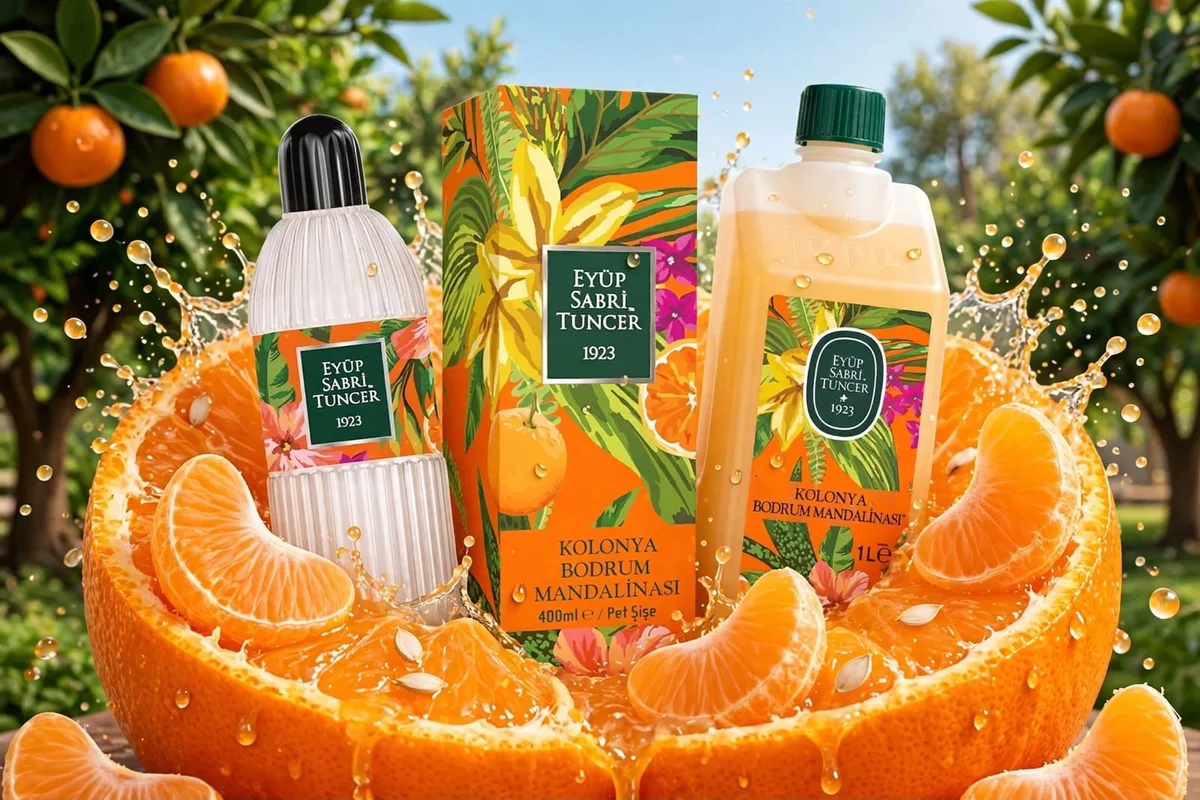 EYÜP
SABRİ
TUNCER
1923
EYÜP
SABRİ
TUNCER
1923
KOLONYA
BODRUM
MANDALİNASI
400ml ℮ / Pet Şişe
EYÜP
SABRİ
TUNCER
1923
KOLONYA
BODRUM MANDALİNASI
1L℮